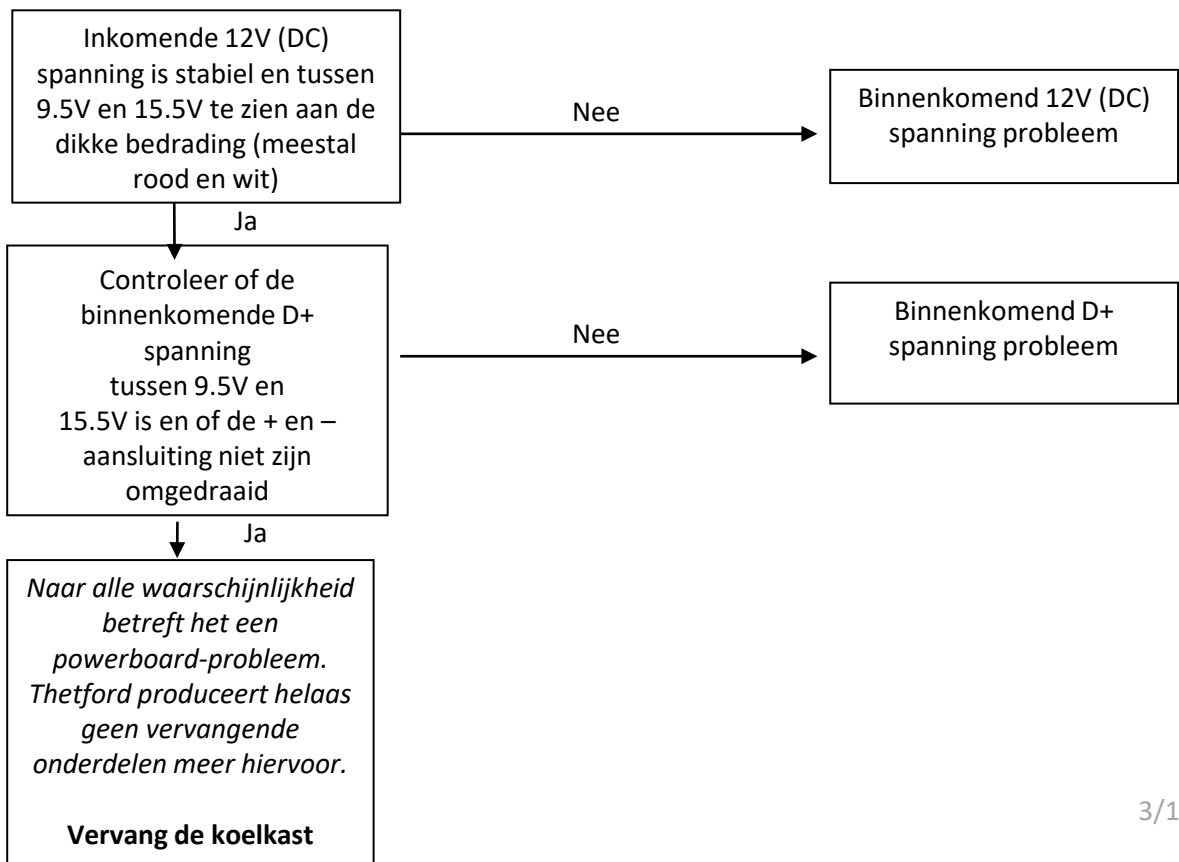 Inkomende 12V (DC)
spanning is stabiel en tussen
9.5V en 15.5V te zien aan de
dikke bedrading (meestal
rood en wit)
Nee
Binnenkomend 12V (DC)
spanning probleem
Ja
Controleer of de
binnenkomende D+
spanning
tussen 9.5V en
15.5V is en of de + en –
aansluiting niet zijn
omgedraaid
Nee
Binnenkomend D+
spanning probleem
Ja
Naar alle waarschijnlijkheid
betreft het een
powerboard-probleem.
Thetford produceert helaas
geen vervangende
onderdelen meer hiervoor.
Vervang de koelkast
3/1